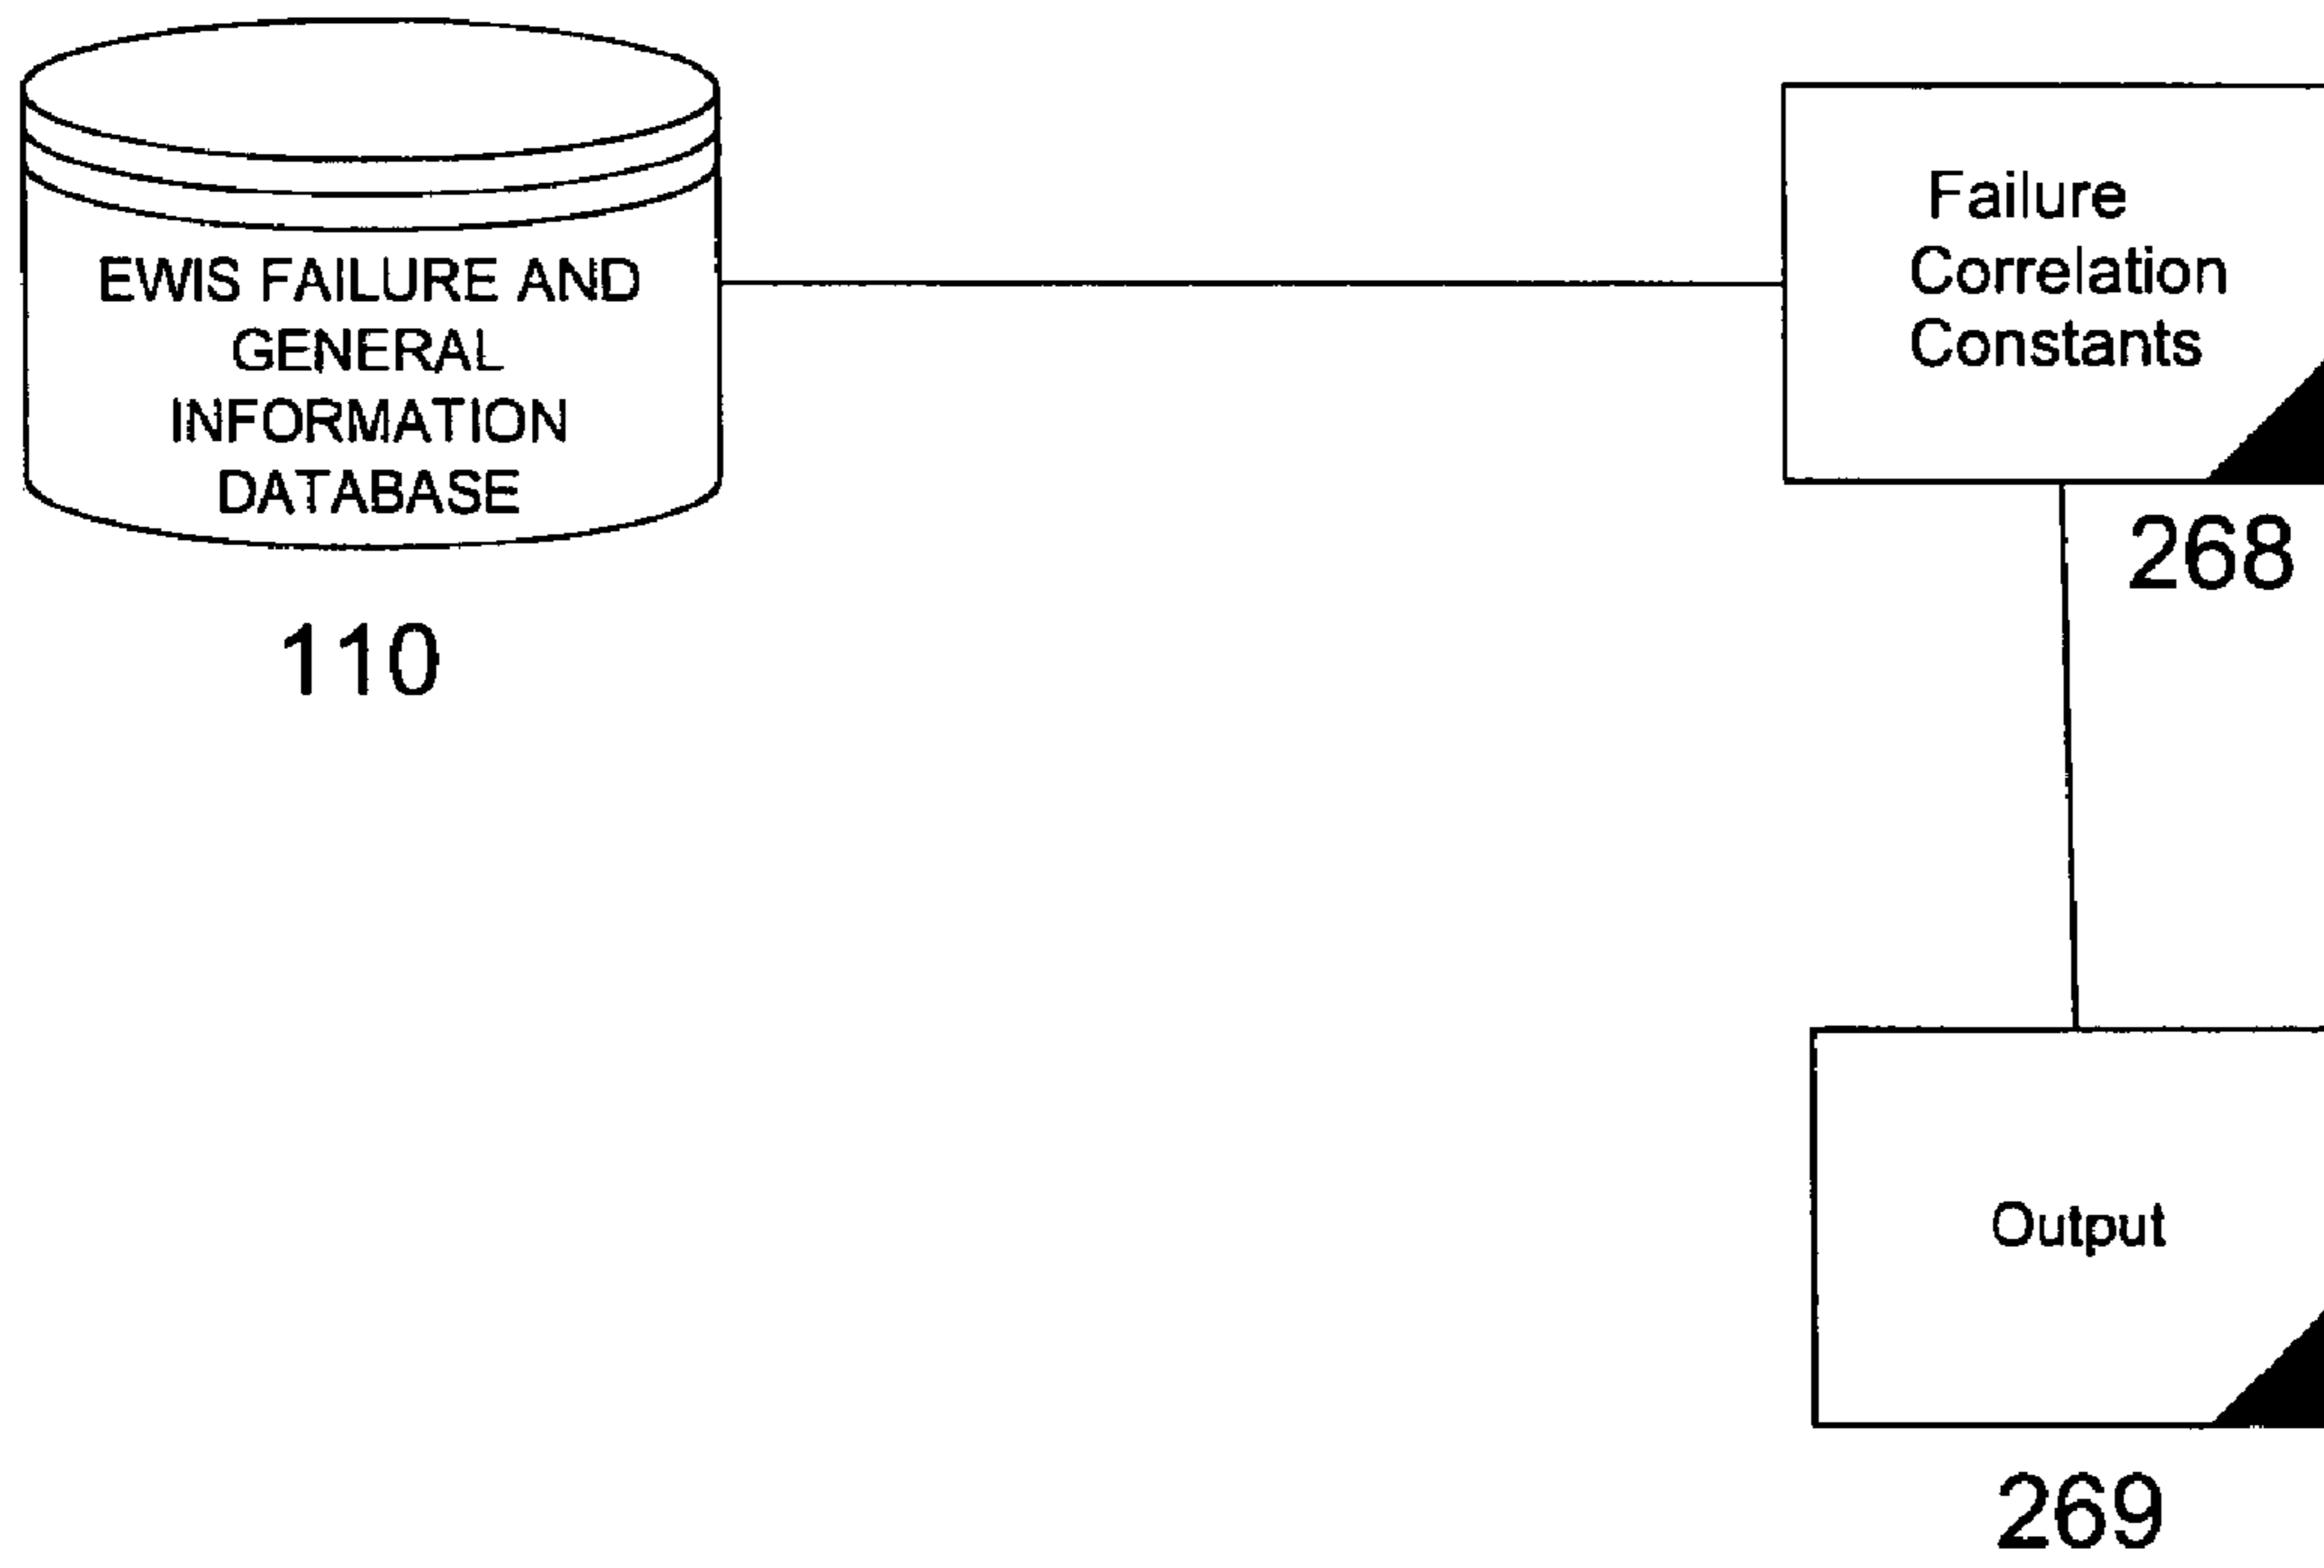 EWIS FAILURE AND
GENERAL
INFORMATION
DATABASE
110
Failure
Correlation
Constants
268
Output
269